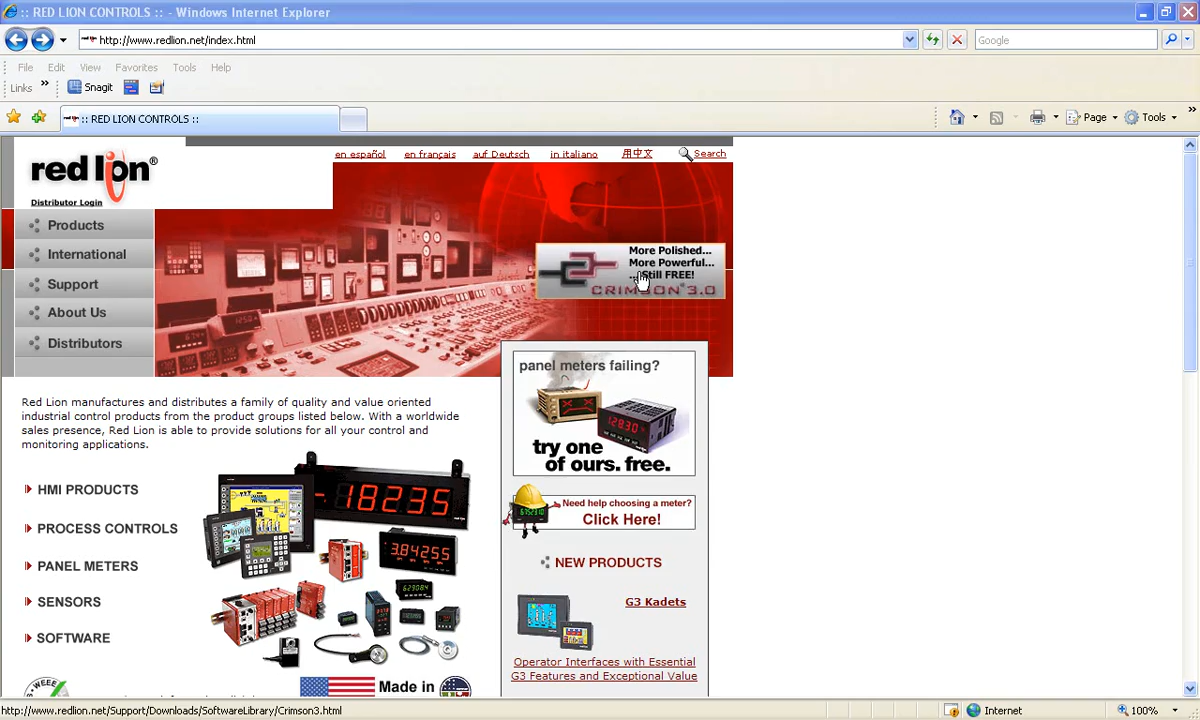 :: RED LION CONTROLS :: - Windows Internet Explorer
http://www.redlion.net/index.html
Google
File Edit View Favorites Tools Help
Links » Snagit
:: RED LION CONTROLS ::
Page Tools »
red lion®
Distributor Login
en español en français auf Deutsch in italiano 用中文 Search
Products
International
Support
About Us
Distributors
More Polished...
More Powerful...
...Still FREE!
CRIMSON® 3.0
panel meters failing?
128.30
try one
of ours. free.
Red Lion manufactures and distributes a family of quality and value oriented
industrial control products from the product groups listed below. With a worldwide
sales presence, Red Lion is able to provide solutions for all your control and
monitoring applications.
HMI PRODUCTS
PROCESS CONTROLS
PANEL METERS
SENSORS
SOFTWARE
-18235
3.84255
Need help choosing a meter?
Click Here!
NEW PRODUCTS
G3 Kadets
Operator Interfaces with Essential
G3 Features and Exceptional Value
WEEE
Made in
http://www.redlion.net/Support/Downloads/SoftwareLibrary/Crimson3.html
Internet
100%